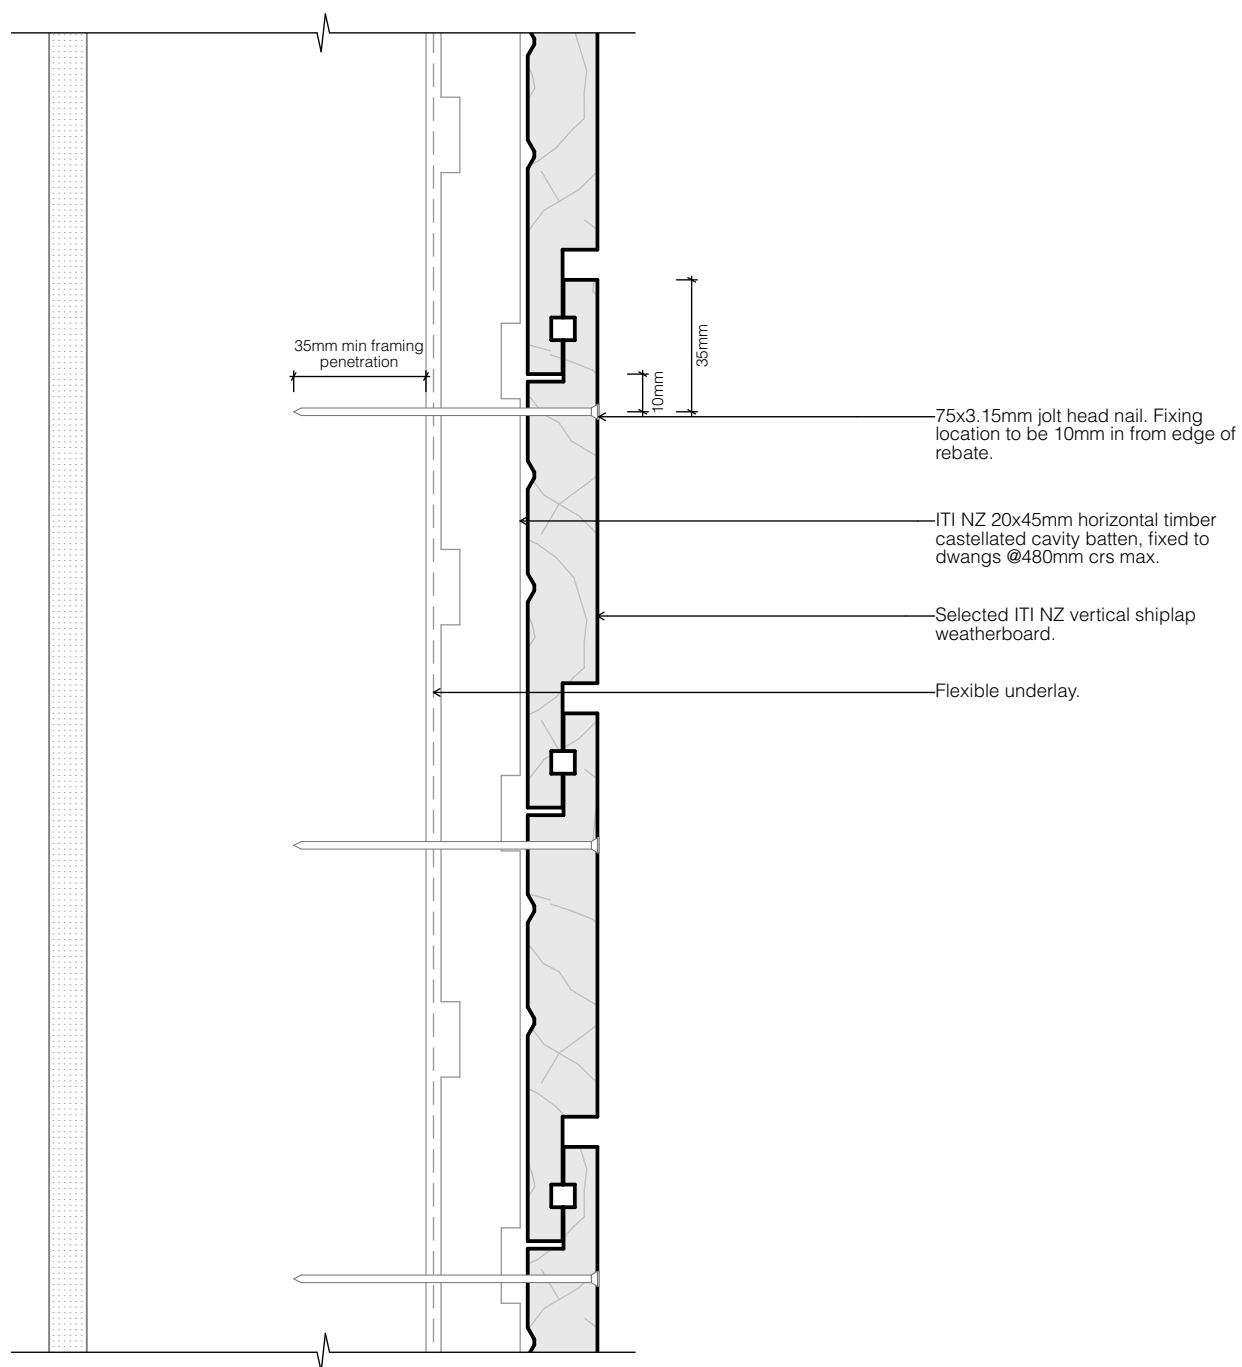 35mm min framing
penetration
35mm
10mm
75x3.15mm jolt head nail. Fixing
location to be 10mm in from edge of
rebate.
ITI NZ 20x45mm horizontal timber
castellated cavity batten, fixed to
dwangs @480mm crs max.
Selected ITI NZ vertical shiplap
weatherboard.
Flexible underlay.